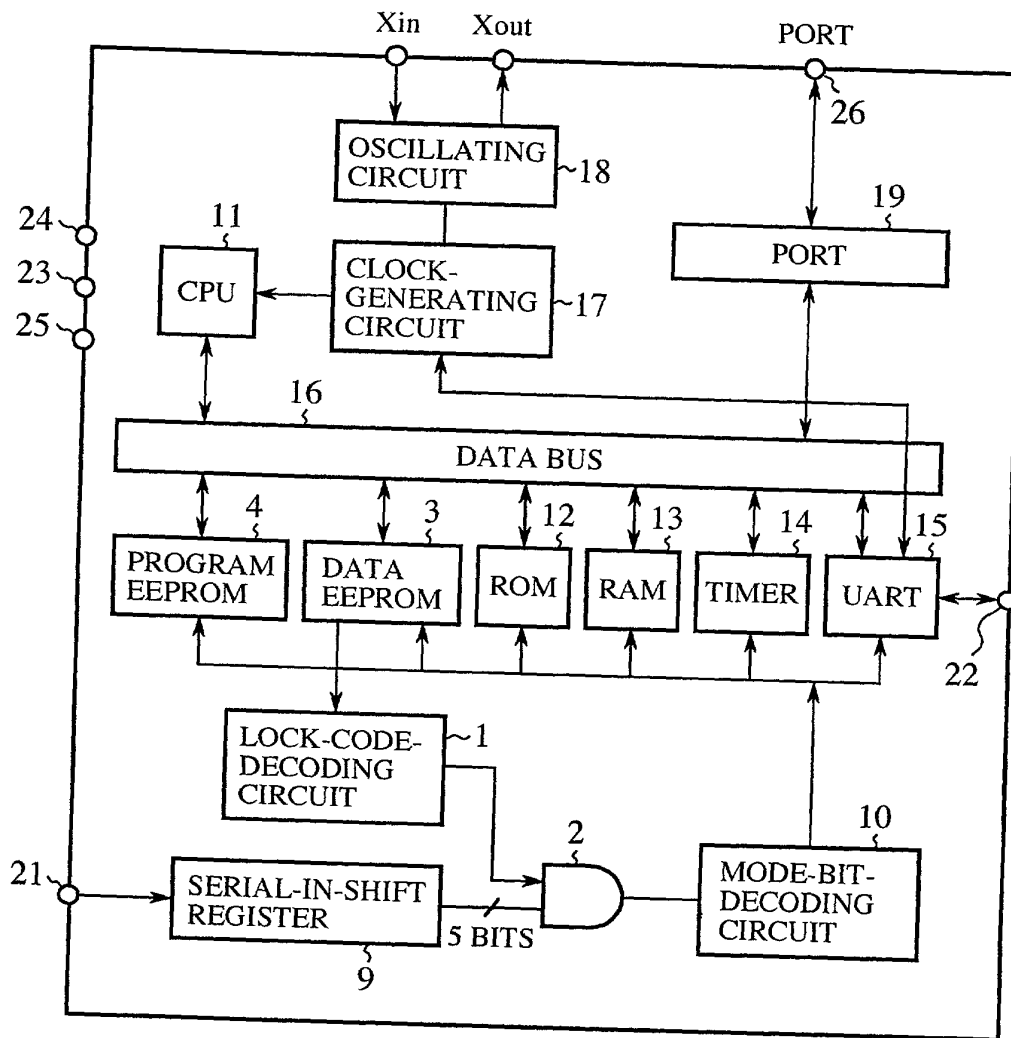 Xin
Xout
PORT
26
OSCILLATING
CIRCUIT
18
24
11
19
23
CPU
CLOCK-
GENERATING
CIRCUIT
17
PORT
25
16
DATA BUS
4
3
12
13
14
15
PROGRAM
EEPROM
DATA
EEPROM
ROM
RAM
TIMER
UART
22
LOCK-CODE-
DECODING
CIRCUIT
1
2
10
21
SERIAL-IN-SHIFT
REGISTER
5 BITS
MODE-BIT-
DECODING
CIRCUIT
9